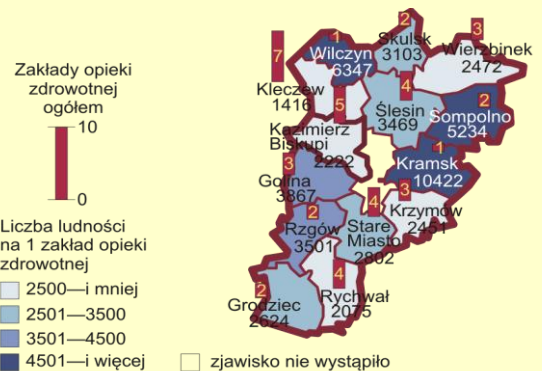 Zakłady opieki
zdrowotnej
ogółem
10
0
Liczba ludności
na 1 zakład opieki
zdrowotnej
2500—i mniej
2501—3500
3501—4500
4501—i więcej
zjawisko nie wystąpiło
2
Skulsk
3103
1
Wilczyn
6347
3
Wierzbinek
2472
7
Kleczew
1416
5
Kazimierz
Biskupi
2222
4
Ślesin
3469
2
Sompolno
5234
1
Kramsk
10422
3
Golina
3867
3
Krzymów
2451
4
Stare
Miasto
2802
2
Rzgów
3501
4
Rychwał
2075
2
Grodziec
2624